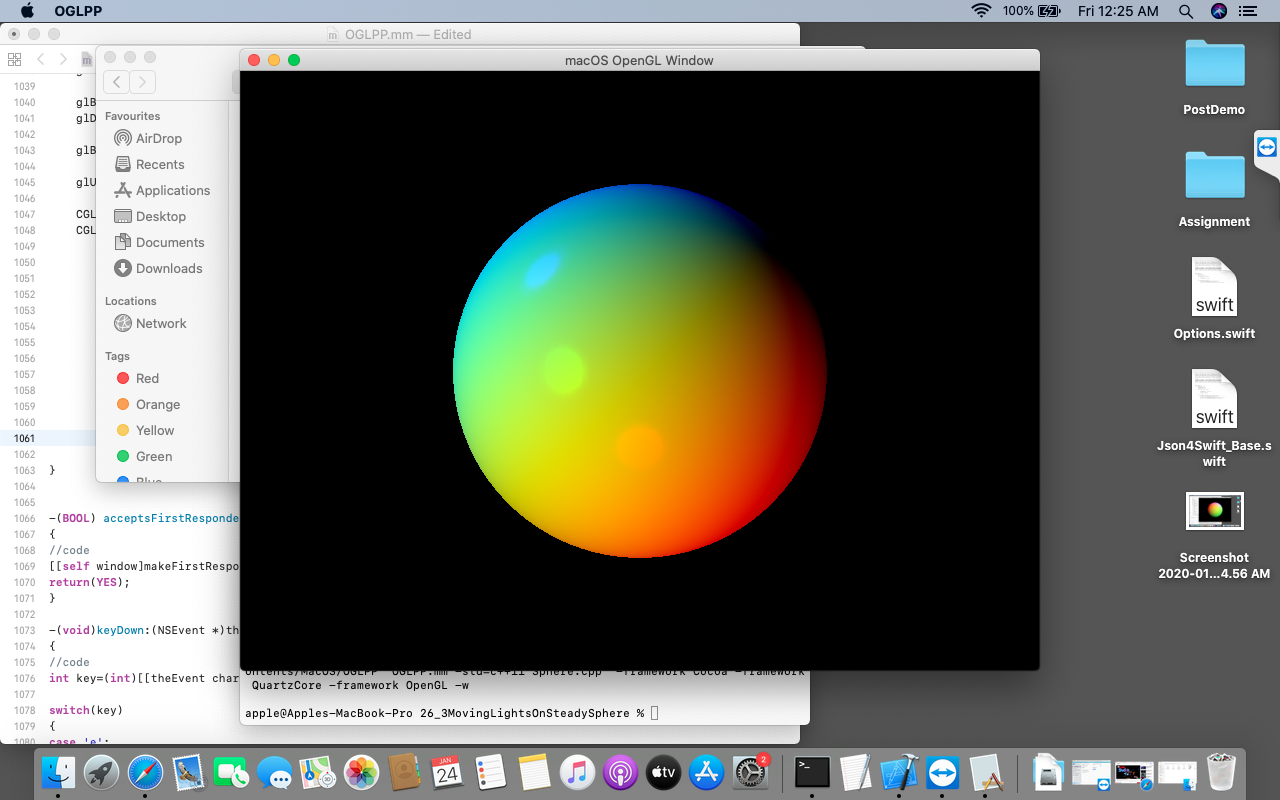 OGLPP
100%
Fri 12:25 AM
OGLPP.mm — Edited
macOS OpenGL Window
1039
1040 glB
1041 glD
1042
1043 glB
1044
1045 glU
1046
1047 CGL
1048 CGL
1049
1050
1051
1052
1053
1054
1055
1056
1057
1058
1059
1060
1061
1062
1063 }
1064
1065
1066 -(BOOL) acceptsFirstResponde
1067 {
1068 //code
1069 [[self window]makeFirstRespo
1070 return(YES);
1071 }
1072
1073 -(void)keyDown:(NSEvent *)th
1074 {
1075 //code
1076 int key=(int)[[theEvent char
1077
1078 switch(key)
1079 {
1080 case 'e':
Favourites
AirDrop
Recents
Applications
Desktop
Documents
Downloads
Locations
Network
Tags
Red
Orange
Yellow
Green
Blue
ontents/MacOS/OGLPP OGLPP.mm -std=c++11 Sphere.cpp -framework Cocoa -framework
QuartzCore -framework OpenGL -w
apple@Apples-MacBook-Pro 26_3MovingLightsOnSteadySphere %
PostDemo
Assignment
swift
Options.swift
swift
Json4Swift_Base.s
wift
Screenshot
2020-01...4.56 AM
JAN
24
tv
2